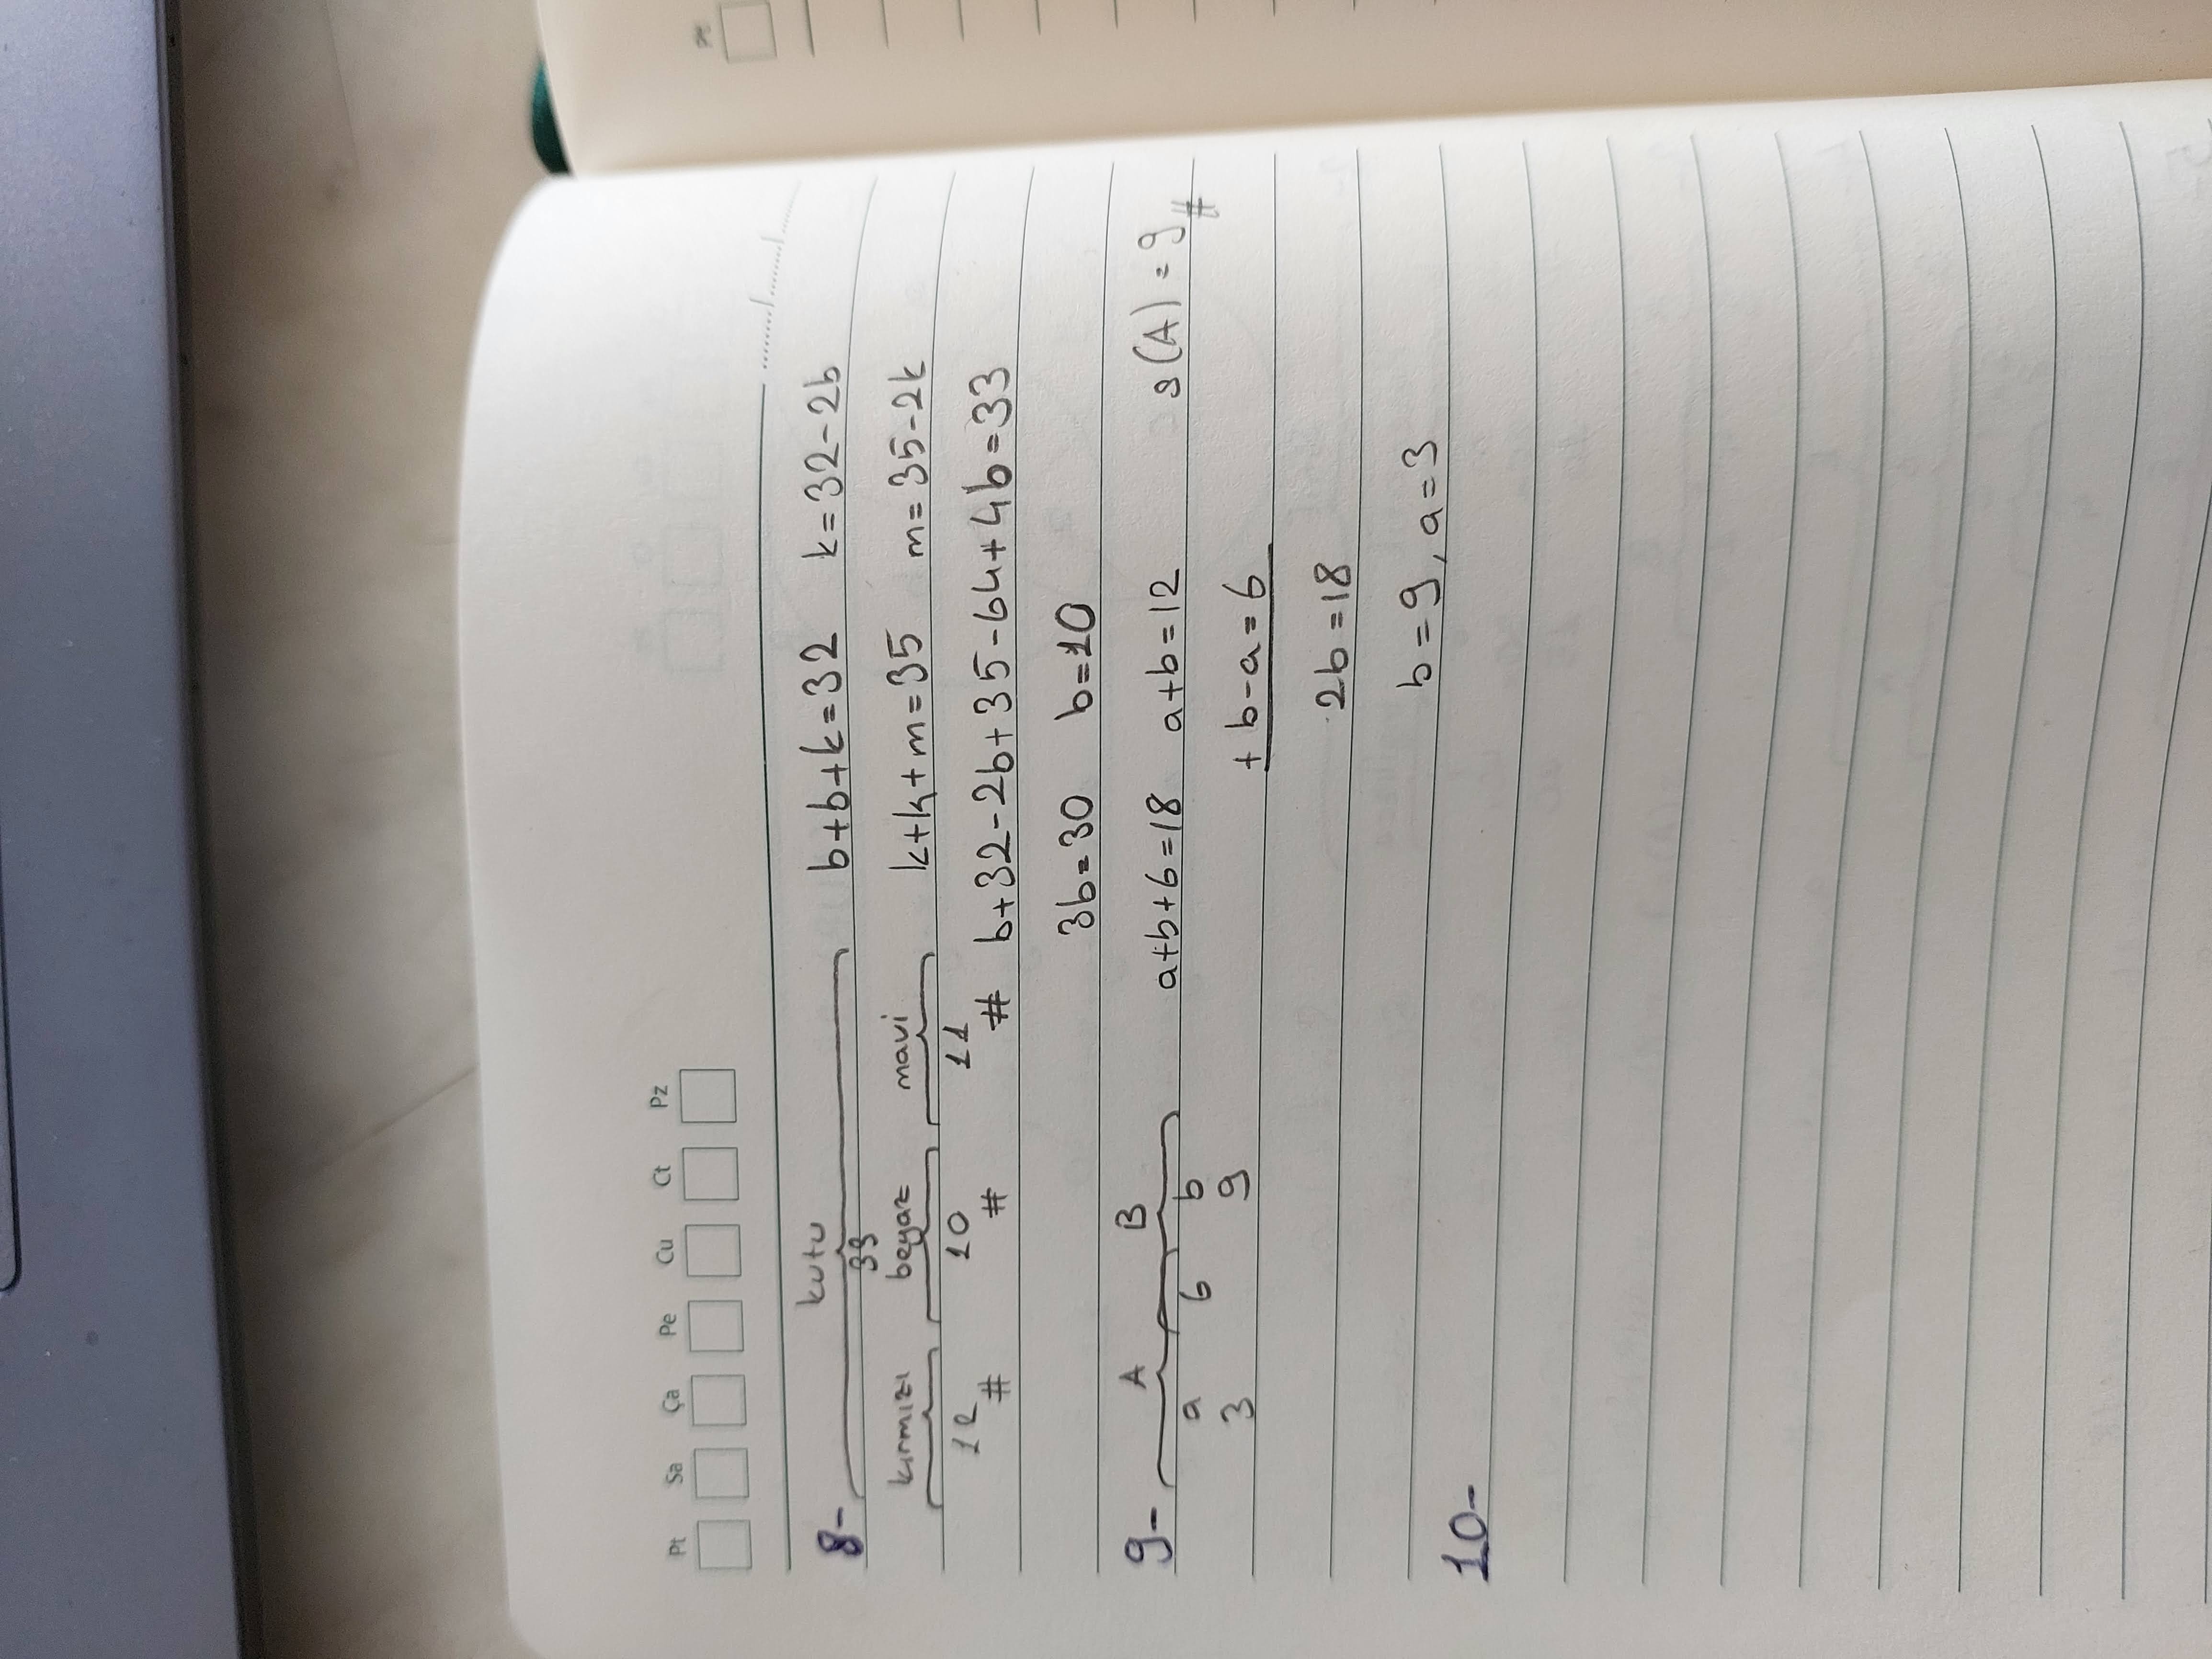 Pt Sa Ça Pe Cu Ct Pz
8- kutu
33
kırmızı beyaz mavi
12 # 10 # 11 #
b+b+k=32 k=32-2b
k+k+m=35 m=35-2k
b+32-2b+35-64+4b=33
3b=30 b=10
9- A B
a 6 b
3 9
a+b+6=18 a+b=12 s(A)=9 #
+ b-a=6
2b=18
b=9, a=3
10-